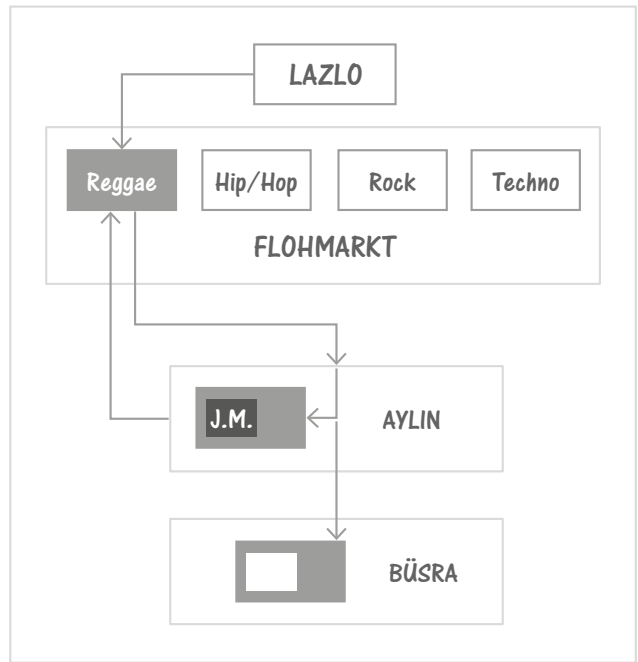 LAZLO
Reggae Hip/Hop Rock Techno
FLOHMARKT
J.M. AYLIN
BÜSRA